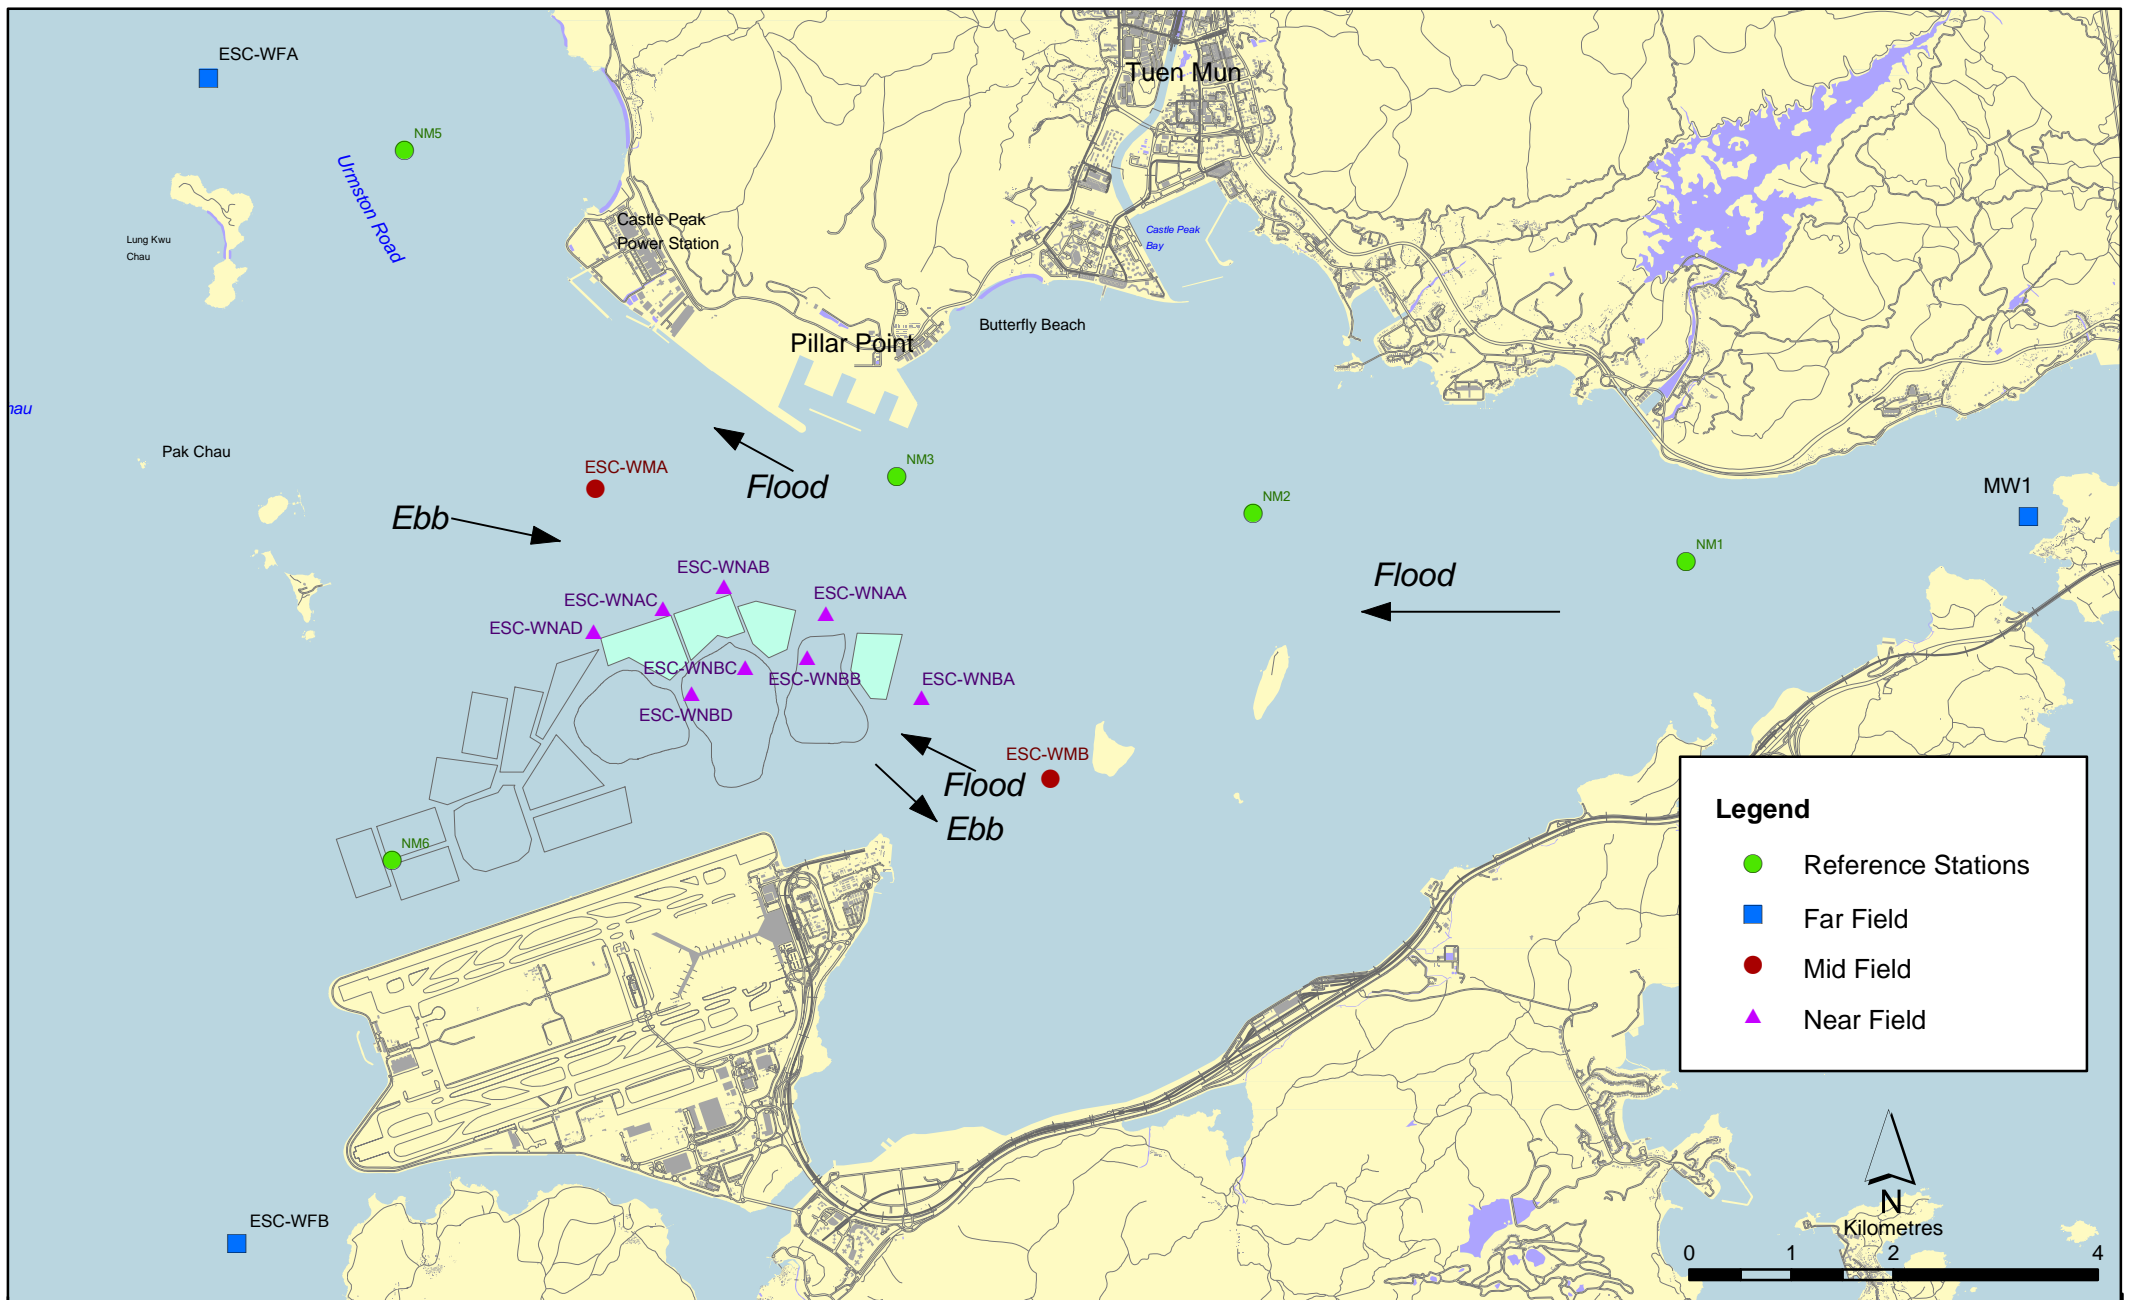 ESC-WFA
Tuen Mun
NM5
Urmston Road
Castle Peak
Power Station
Castle Peak
Bay
Lung Kwu
Chau
Butterfly Beach
Pillar Point
Pak Chau
ESC-WMA
NM3
Flood
MW1
NM2
Ebb
NM1
ESC-WNAB
Flood
ESC-WNAC
ESC-WNAA
ESC-WNAD
ESC-WNBC
ESC-WNBB
ESC-WNBA
ESC-WNBD
ESC-WMB
Flood
Ebb
NM6
Legend
Reference Stations
Far Field
Mid Field
Near Field
ESC-WFB
N
Kilometres
0 1 2 4